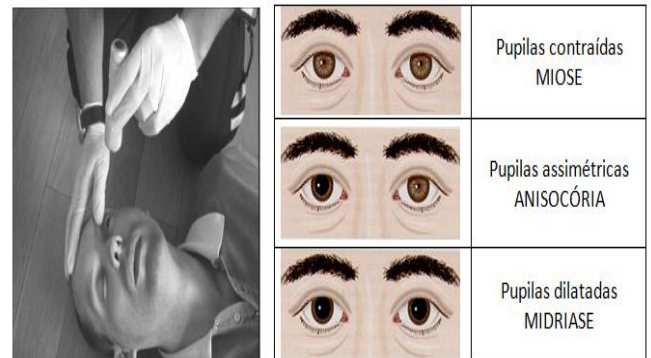 Pupilas contraídas
MIOSE
Pupilas assimétricas
ANISOCÓRIA
Pupilas dilatadas
MIDRIASE